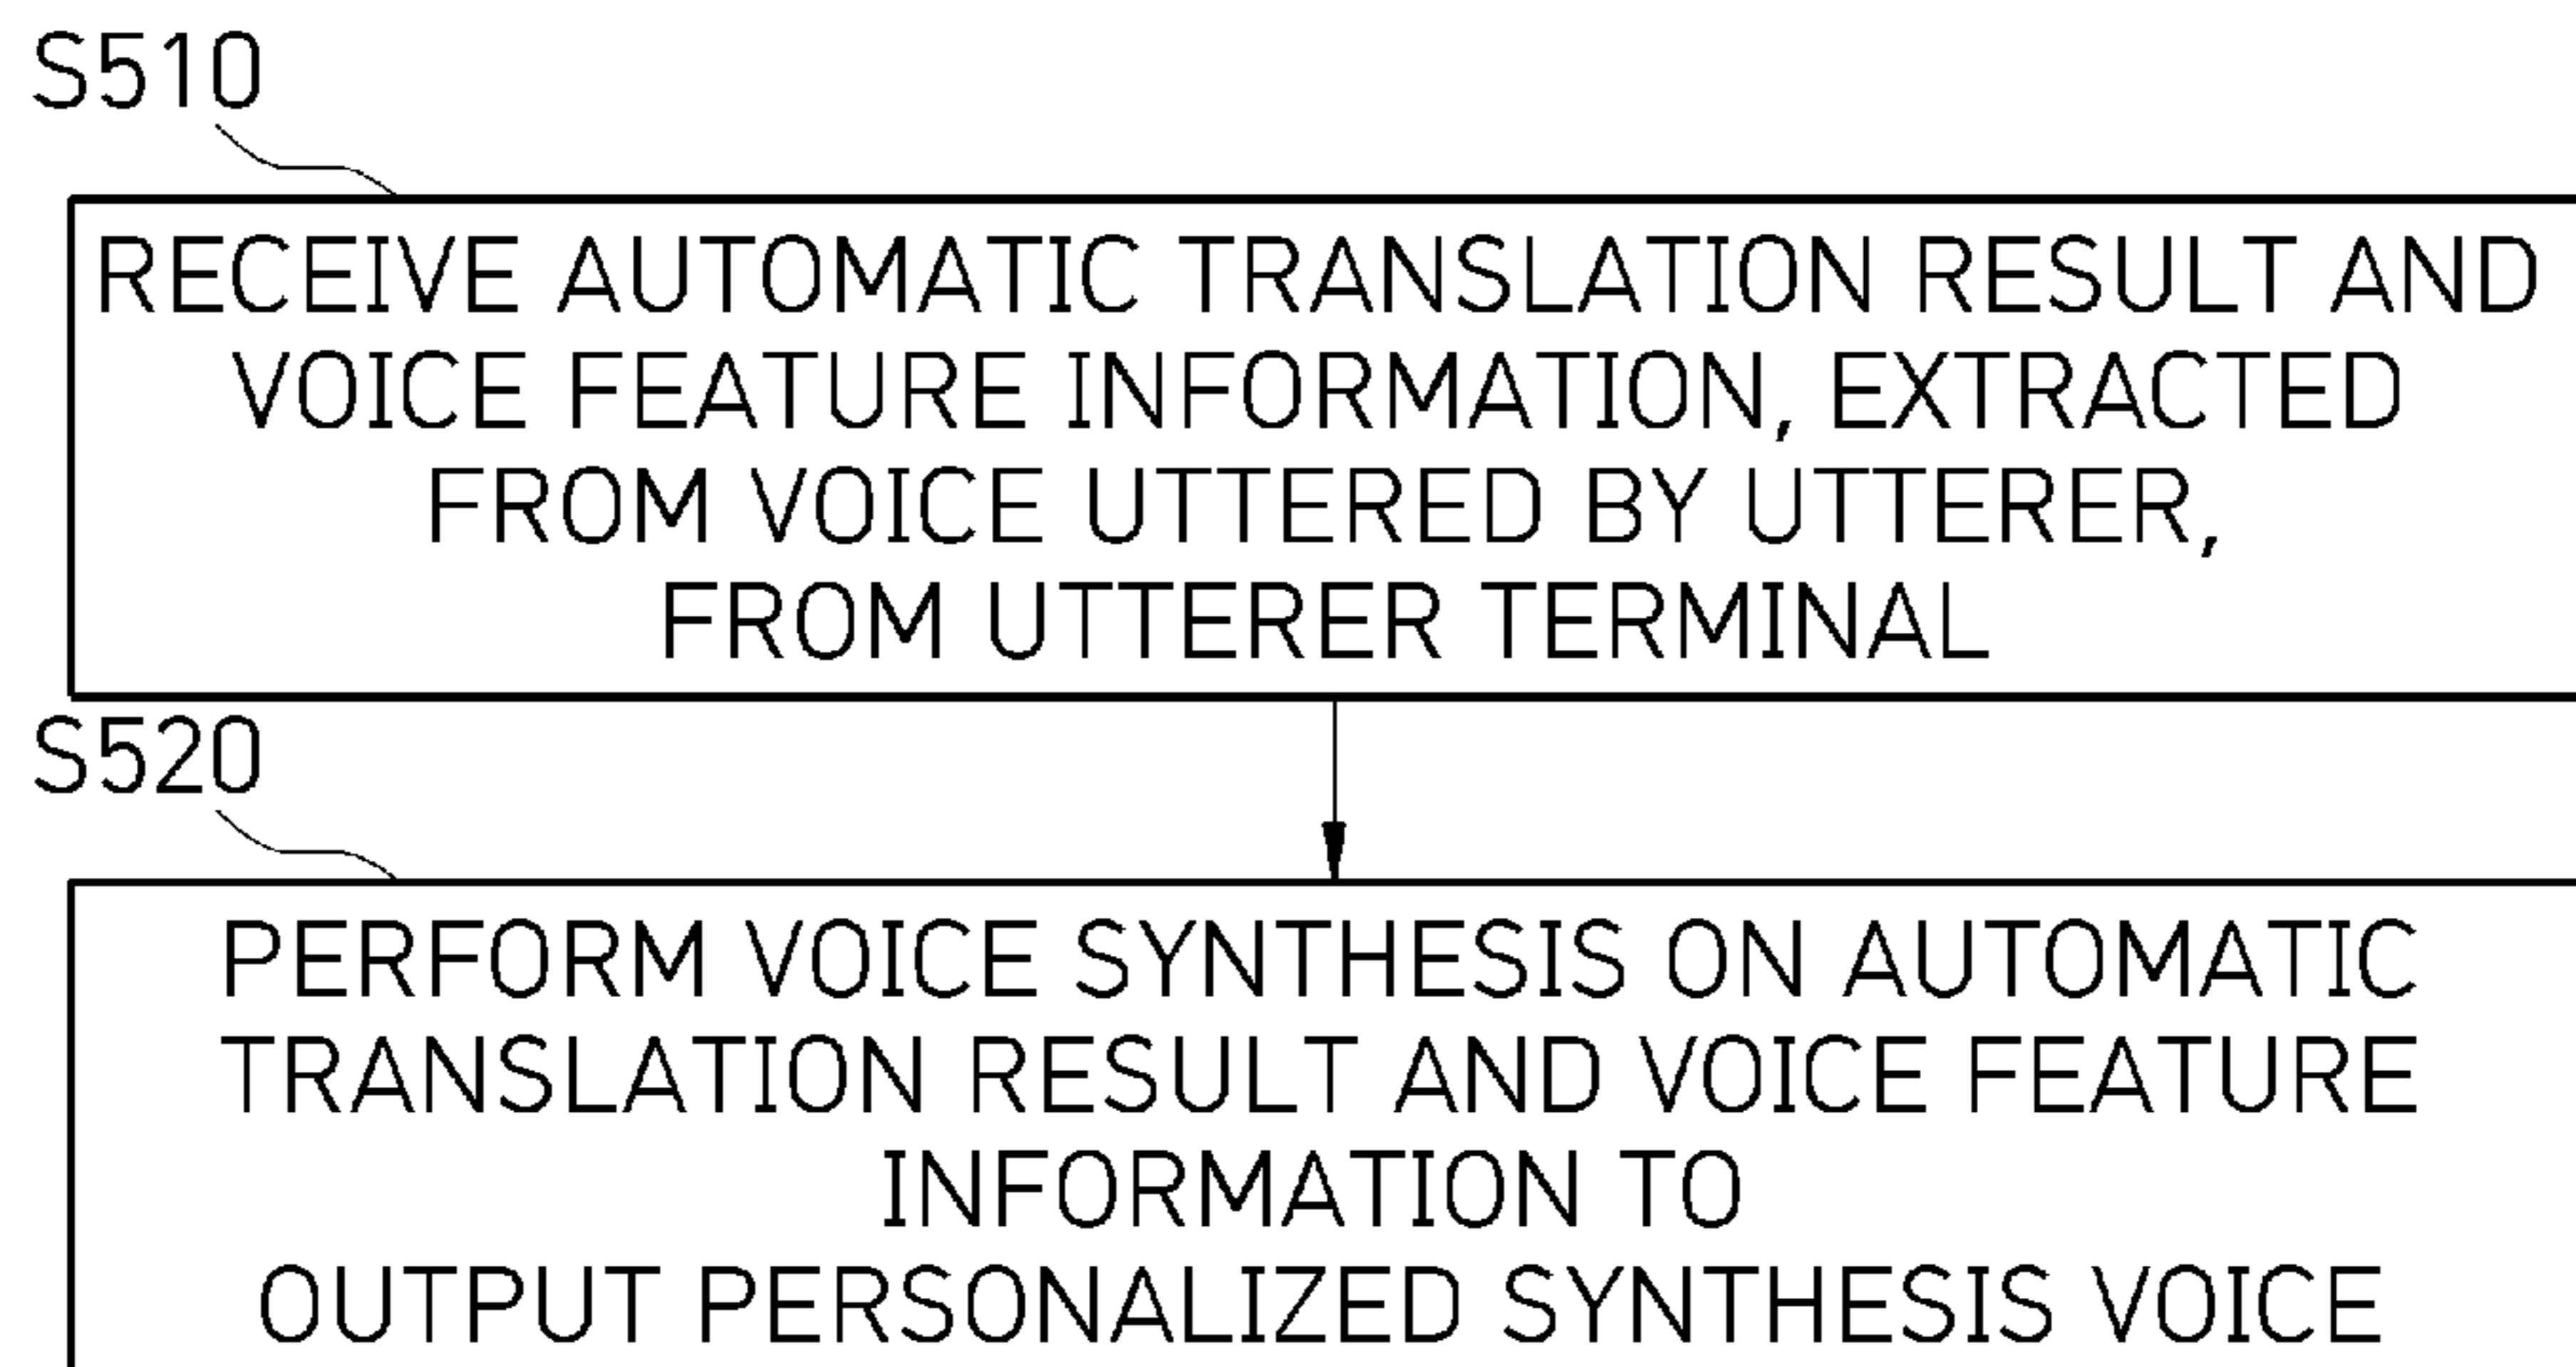 S510
RECEIVE AUTOMATIC TRANSLATION RESULT AND
VOICE FEATURE INFORMATION, EXTRACTED
FROM VOICE UTTERED BY UTTERER,
FROM UTTERER TERMINAL
S520
PERFORM VOICE SYNTHESIS ON AUTOMATIC
TRANSLATION RESULT AND VOICE FEATURE
INFORMATION TO
OUTPUT PERSONALIZED SYNTHESIS VOICE